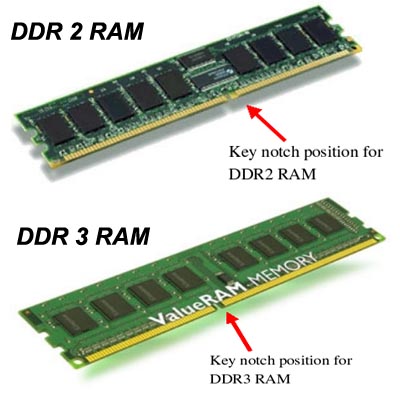 DDR 2 RAM
Key notch position for
DDR2 RAM
DDR 3 RAM
ValueRAM MEMORY
Key notch position for
DDR3 RAM